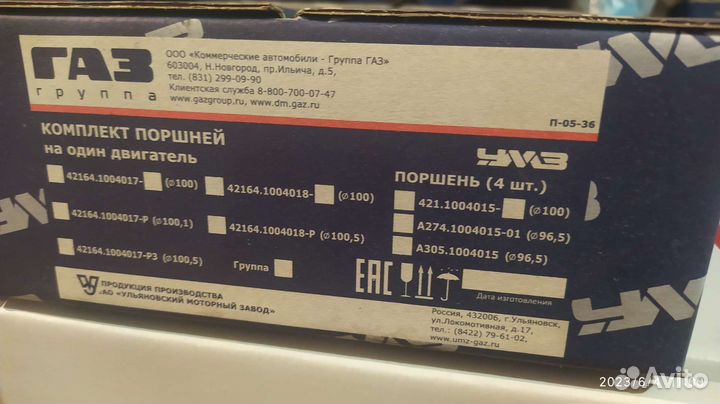 ГАЗ
группа
ООО «Коммерческие автомобили - Группа ГАЗ»
603004, Н.Новгород, пр.Ильича, д.5,
тел. (831) 299-09-90
Клиентская служба 8-800-700-07-47
www.gazgroup.ru, www.dm.gaz.ru
П-05-36
КОМПЛЕКТ ПОРШНЕЙ
на один двигатель
42164.1004017- (⌀100)
42164.1004018- (⌀100)
42164.1004017-Р (⌀100,1)
42164.1004018-Р (⌀100,5)
42164.1004017-Р3 (⌀100,5)
Группа
УМЗ
ПОРШЕНЬ (4 шт.)
421.1004015- (⌀100)
А274.1004015-01 (⌀96,5)
А305.1004015 (⌀96,5)
EAC
Дата изготовления
ПРОДУКЦИЯ ПРОИЗВОДСТВА
ЗАО «УЛЬЯНОВСКИЙ МОТОРНЫЙ ЗАВОД»
Россия, 432006, г.Ульяновск,
ул.Локомотивная, д.17,
тел.: (8422) 79-61-02,
www.umz-gaz.ru
УМЗ
Avito